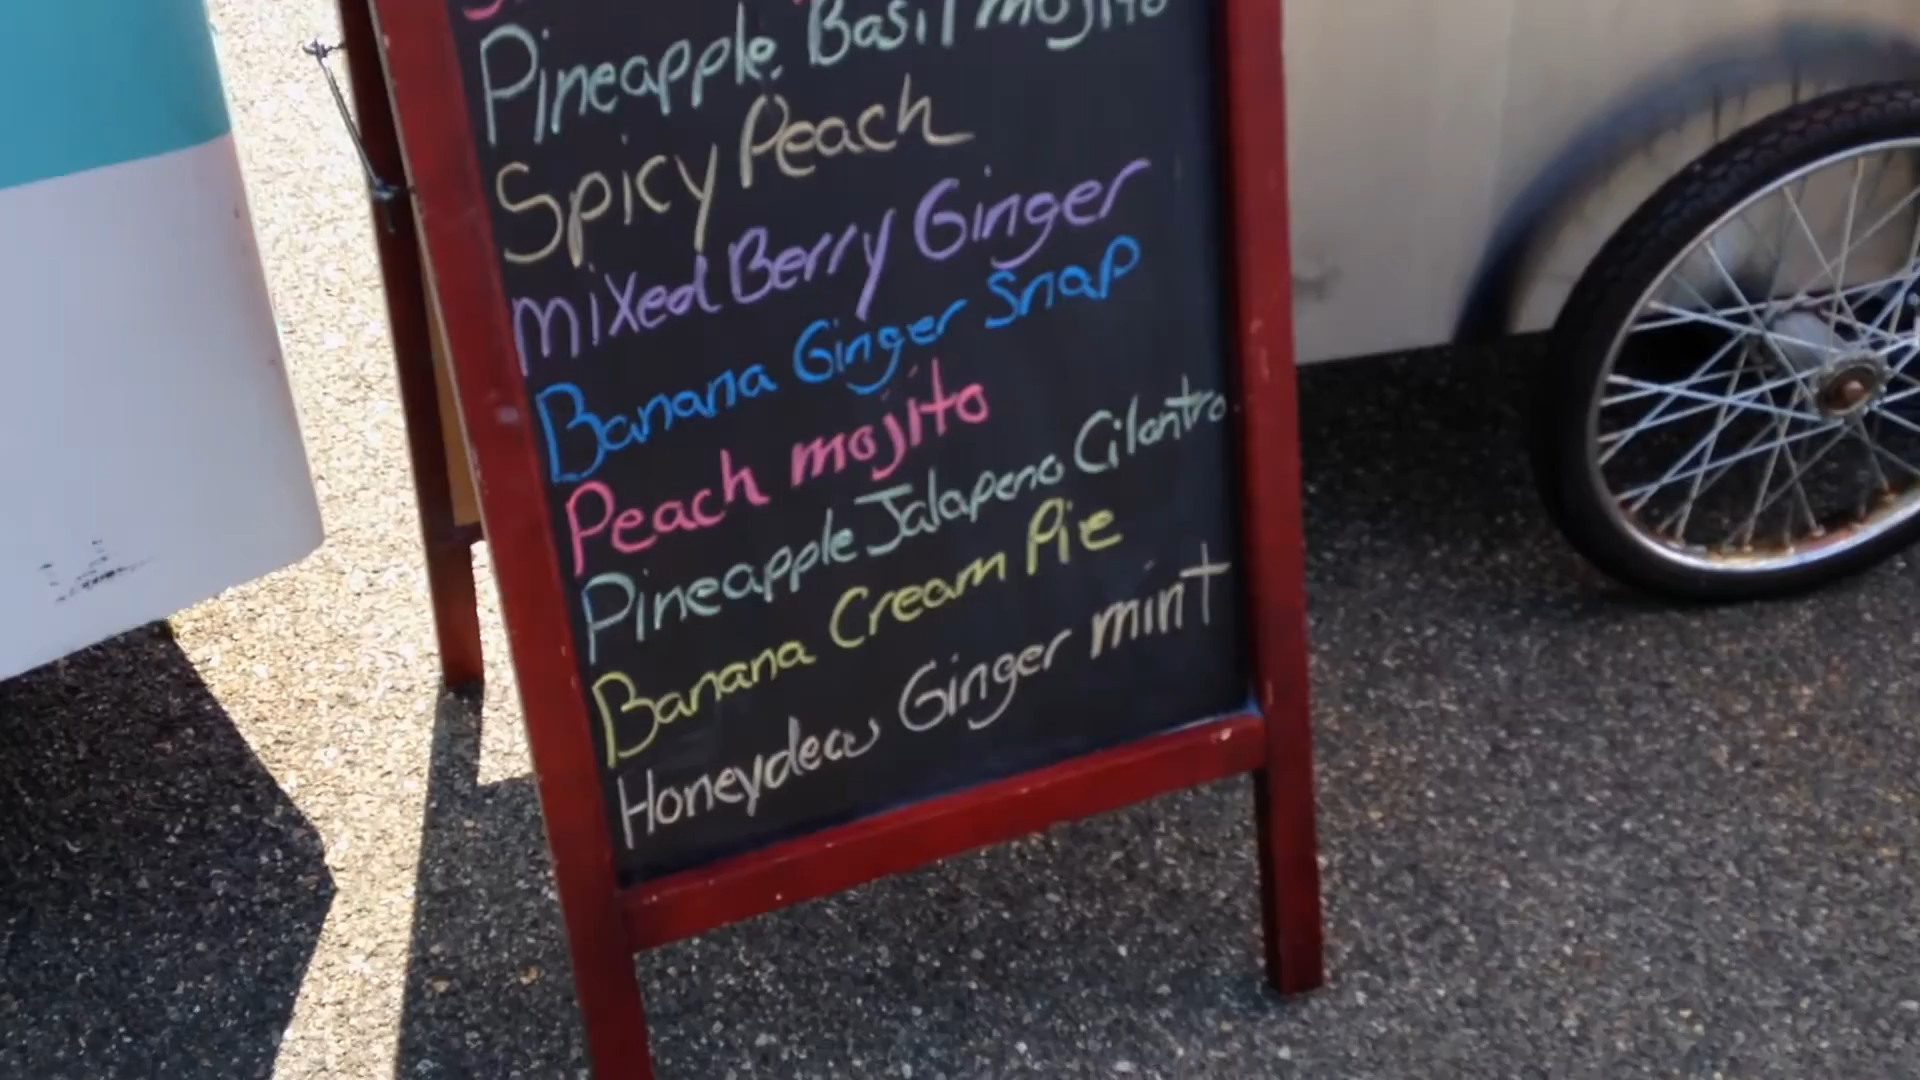 Pineapple Basil mojito
Spicy Peach
mixed Berry Ginger
Banana Ginger Snap
Peach mojito
Pineapple Jalapeno Cilantro
Banana Cream Pie
Honeydew Ginger mint